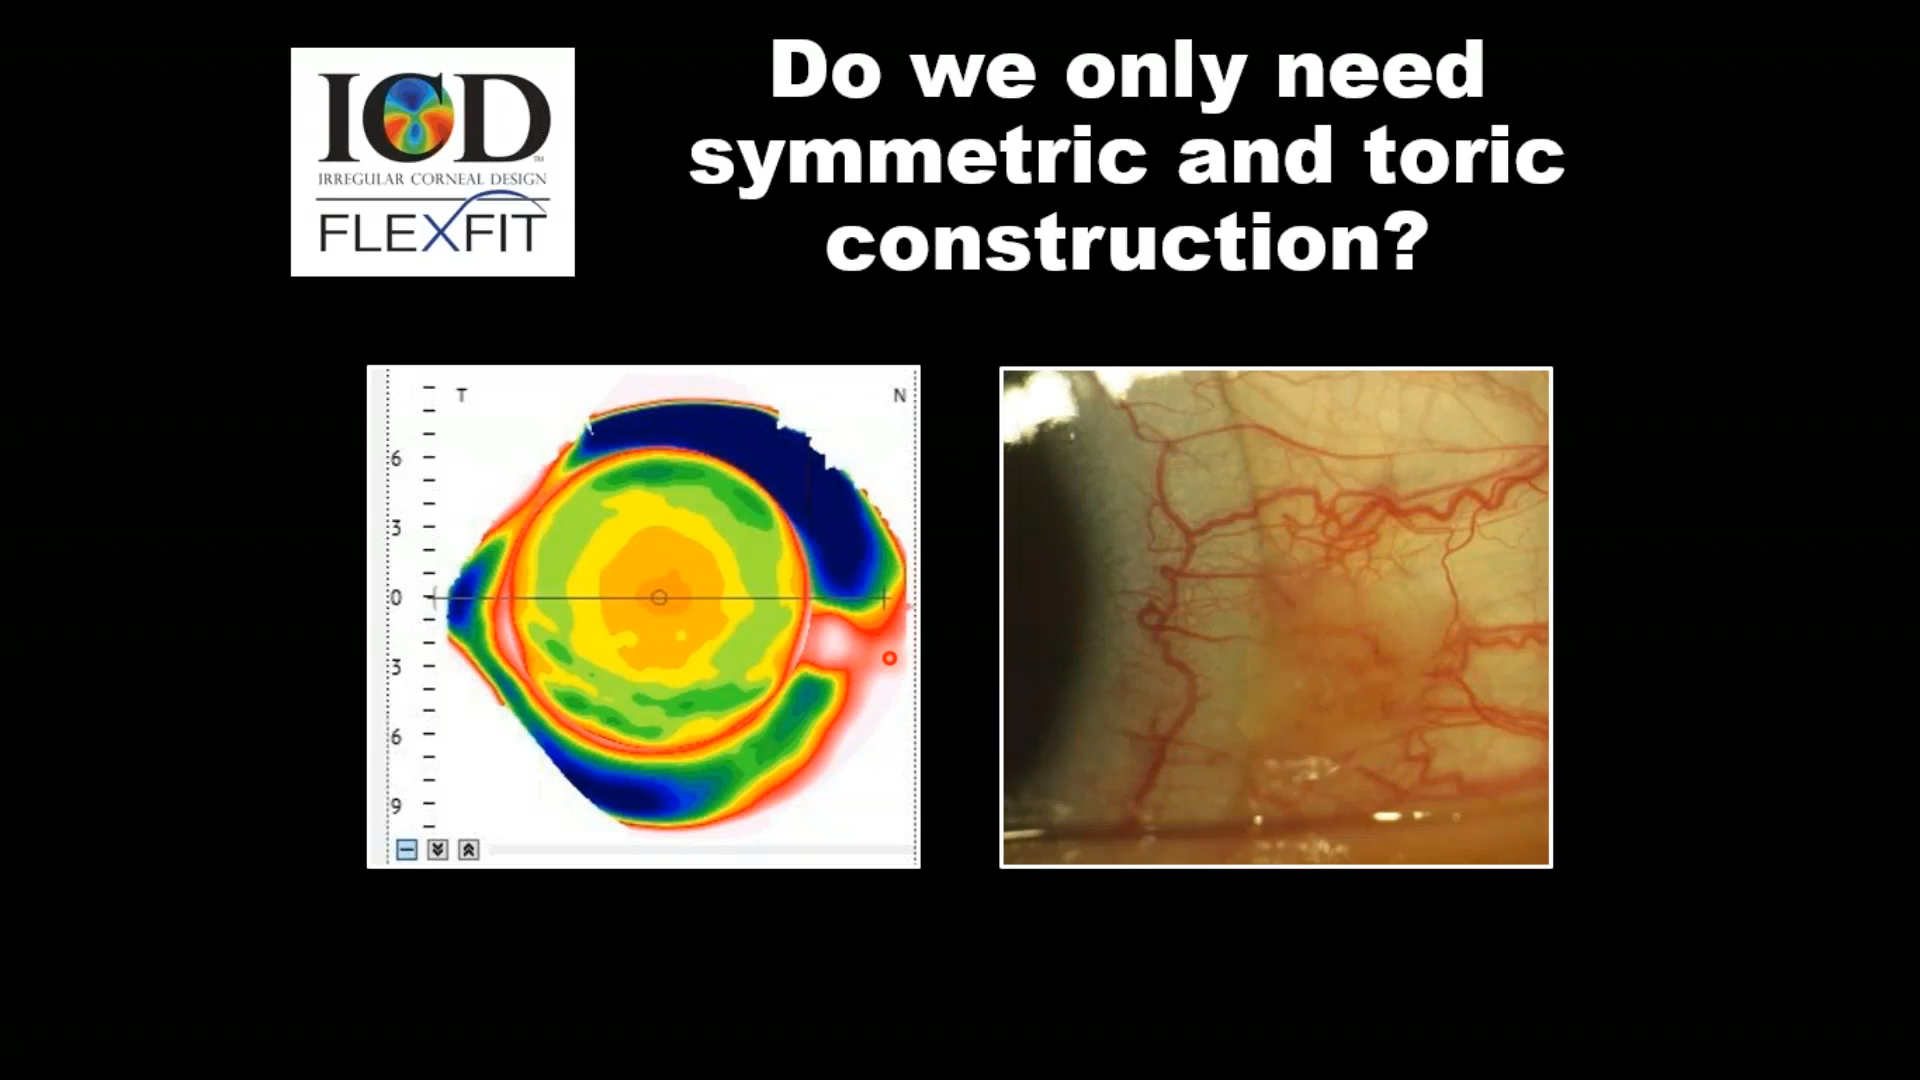 ICD
TM
IRREGULAR CORNEAL DESIGN
FLEXFIT
Do we only need
symmetric and toric
construction?
T
N
6
3
0
3
6
9